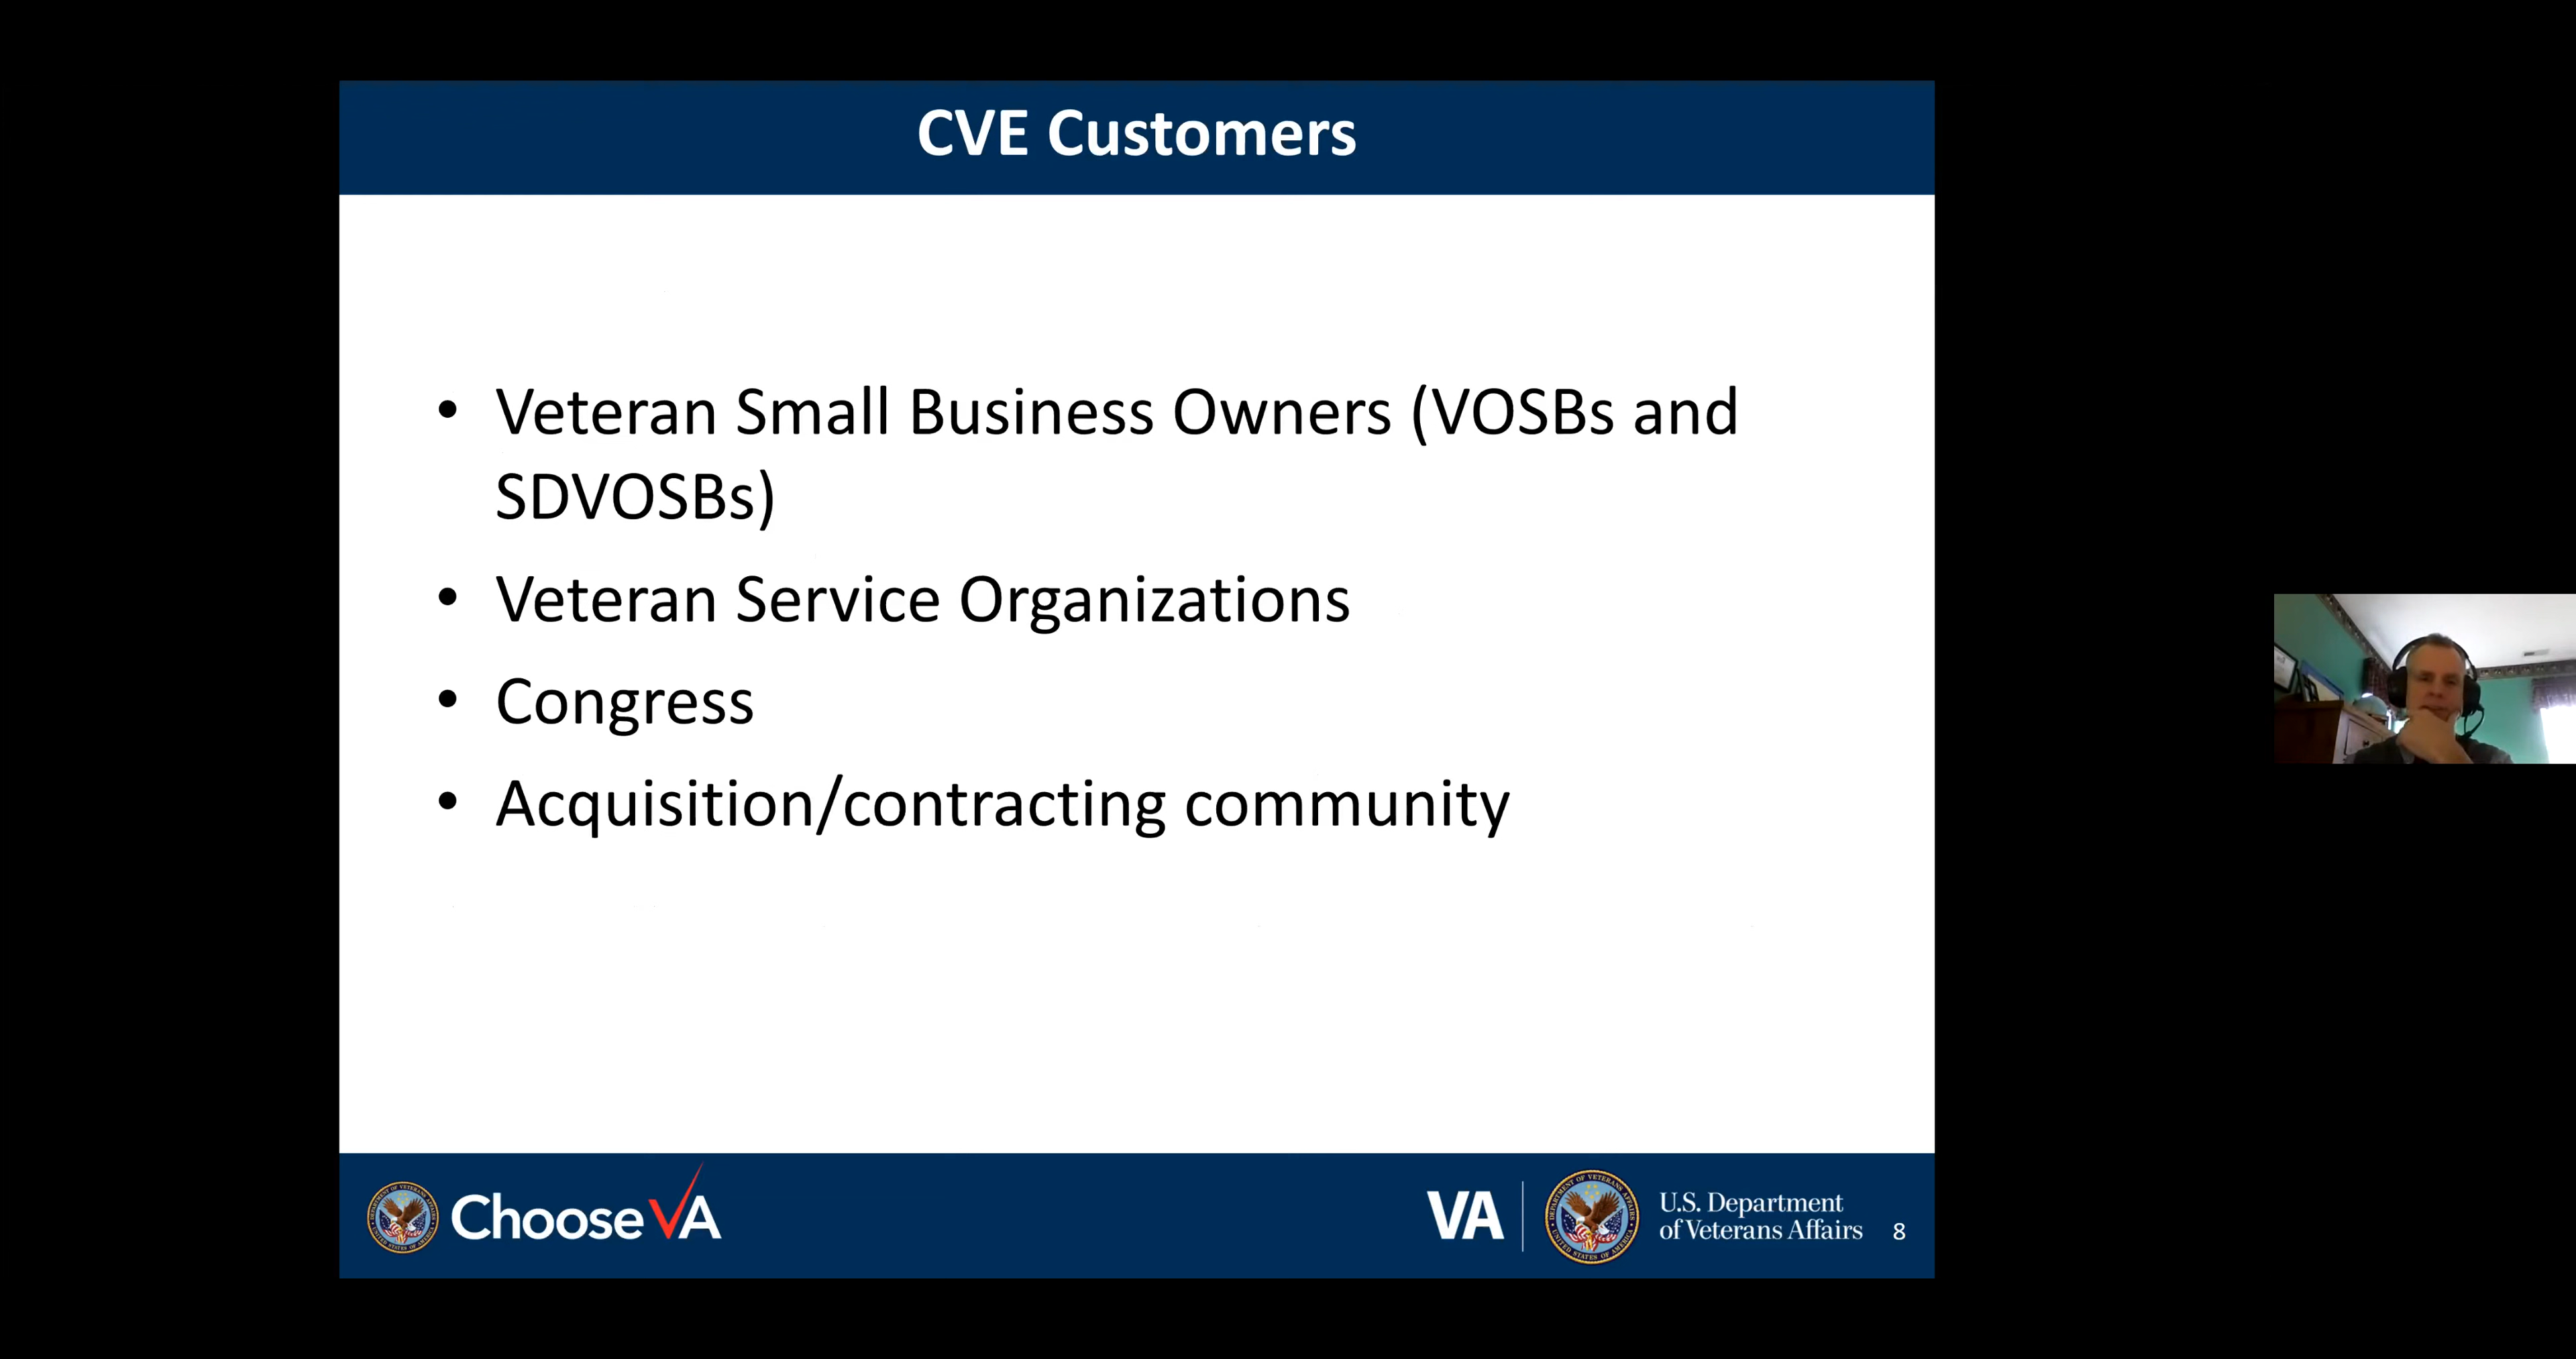 CVE Customers
• Veteran Small Business Owners (VOSBs and
SDVOSBs)
• Veteran Service Organizations
• Congress
• Acquisition/contracting community
Choose VA
VA
U.S. Department
of Veterans Affairs
8